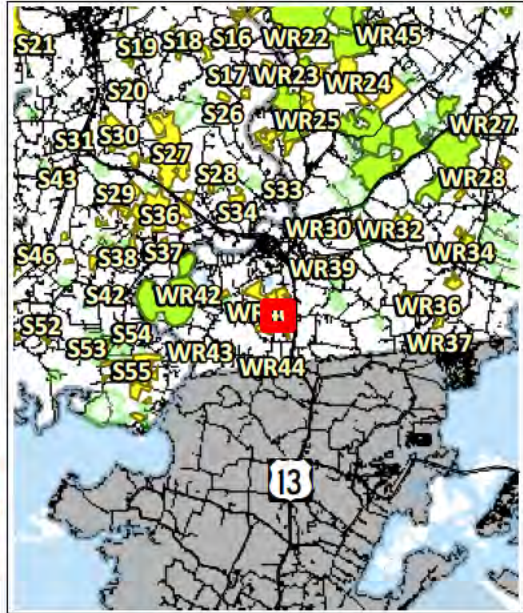 S21 S19 S18 S16 WR22 WR45
S17 WR23 WR24
S20
S26 WR25 WR27
S31 S30
S27
S43 S28 S33 WR28
S29
S36 S34 WR30 WR32
WR34
S46 S38 S37 WR39
S42 WR42 WR36
S52 S54 WR37
S53 WR43
S55 WR44
13